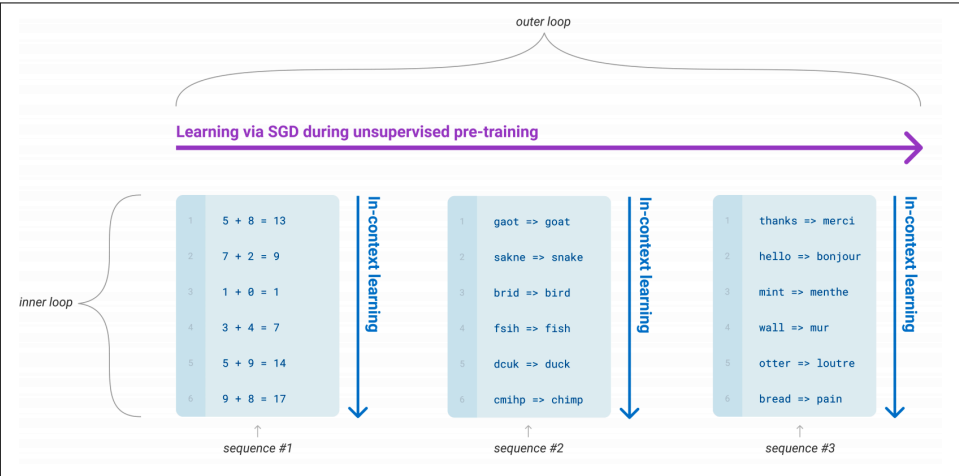 outer loop
Learning via SGD during unsupervised pre-training
inner loop
1 5 + 8 = 13
2 7 + 2 = 9
3 1 + 0 = 1
4 3 + 4 = 7
5 5 + 9 = 14
6 9 + 8 = 17
In-context learning
sequence #1
1 gaot => goat
2 sakne => snake
3 brid => bird
4 fsih => fish
5 dcuk => duck
6 cmihp => chimp
In-context learning
sequence #2
1 thanks => merci
2 hello => bonjour
3 mint => menthe
4 wall => mur
5 otter => loutre
6 bread => pain
In-context learning
sequence #3